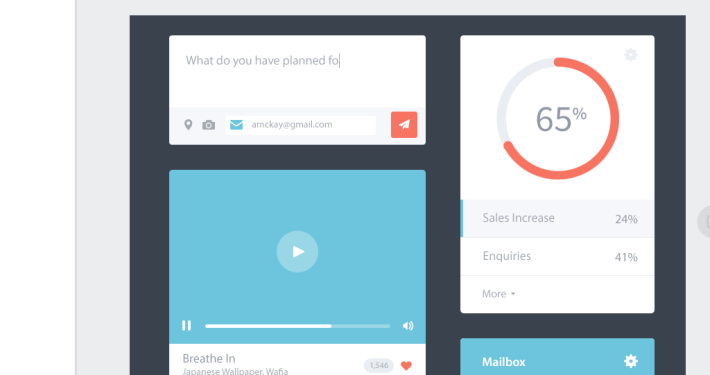 What do you have planned fo
amckay@gmail.com
65%
Sales Increase 24%
Enquiries 41%
More
Breathe In
Japanese Wallpaper, Wafia
1,546
Mailbox